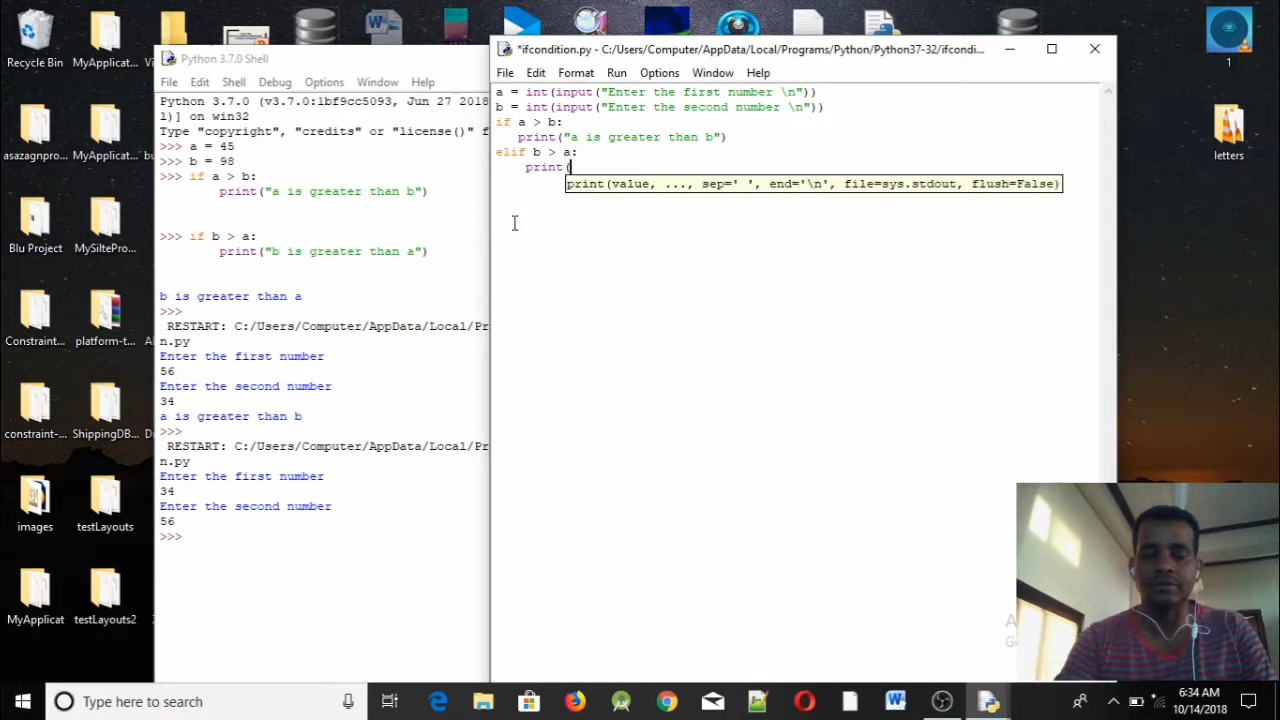 Recycle Bin
MyApplicat...
asazagnpro...
MyApplicat...
Blu Project
MySiltePro...
Constraint...
platform-t...
constraint-...
ShippingDB...
images
testLayouts
MyApplicat
testLayouts2
1
letters
Python 3.7.0 Shell
File Edit Shell Debug Options Window Help
Python 3.7.0 (v3.7.0:1bf9cc5093, Jun 27 2018
1)] on win32
Type "copyright", "credits" or "license()" f
>>> a = 45
>>> b = 98
>>> if a > b:
print("a is greater than b")
>>> if b > a:
print("b is greater than a")
b is greater than a
>>>
RESTART: C:/Users/Computer/AppData/Local/Pr
n.py
Enter the first number
56
Enter the second number
34
a is greater than b
>>>
RESTART: C:/Users/Computer/AppData/Local/Pr
n.py
Enter the first number
34
Enter the second number
56
>>>
*ifcondition.py - C:/Users/Computer/AppData/Local/Programs/Python/Python37-32/ifcondi...
File Edit Format Run Options Window Help
a = int(input("Enter the first number \n"))
b = int(input("Enter the second number \n"))
if a > b:
print("a is greater than b")
elif b > a:
print(
print(value, ..., sep=' ', end='\n', file=sys.stdout, flush=False)
Type here to search
6:34 AM
10/14/2018